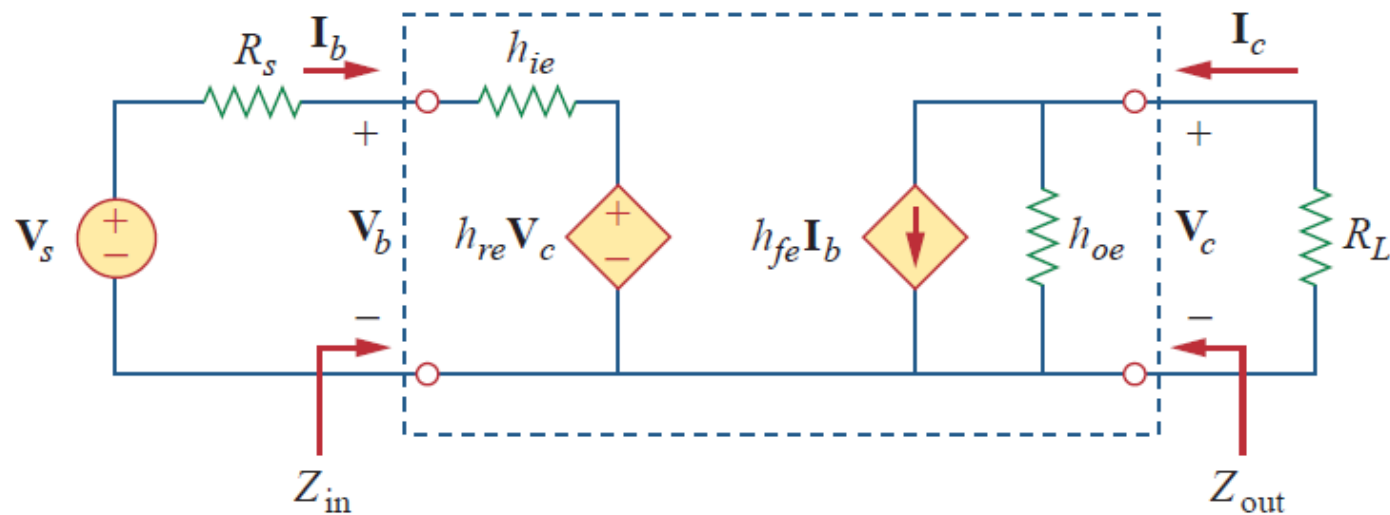 I_b
I_c
R_s
h_ie
+
+
V_s
+
−
V_b
h_re V_c
+
−
h_fe I_b
h_oe
V_c
R_L
−
−
Z_in
Z_out